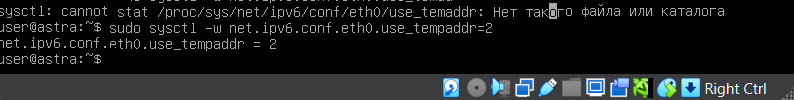 sysctl: cannot stat /proc/sys/net/ipv6/conf/eth0/use_temaddr: Нет такого файла или каталога
user@astra:~$ sudo sysctl -w net.ipv6.conf.eth0.use_tempaddr=2
net.ipv6.conf.eth0.use_tempaddr = 2
user@astra:~$
Right Ctrl